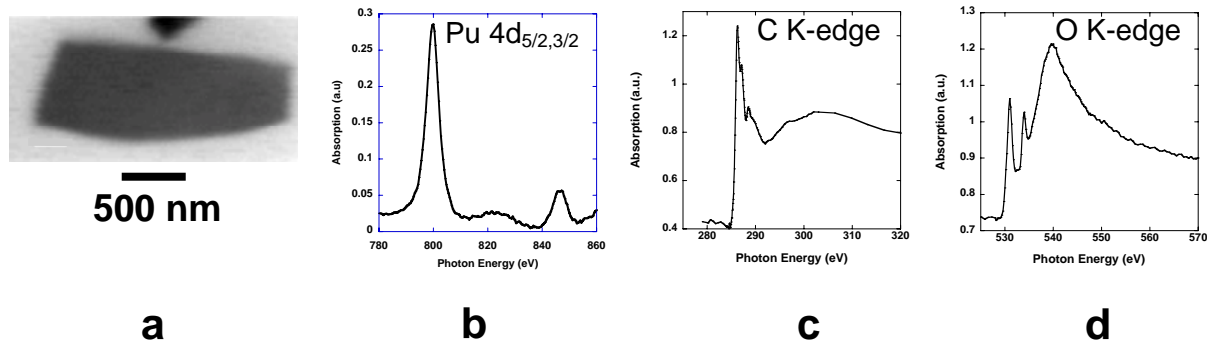 500 nm
a
Pu 4d5/2,3/2
Absorption (a.u)
0.3
0.25
0.2
0.15
0.1
0.05
0
780 800 820 840 860
Photon Energy (eV)
b
C K-edge
Absorption (a.u.)
1.2
1
0.8
0.6
0.4
280 290 300 310 320
Photon Energy (eV)
c
O K-edge
Absorption (a.u.)
1.3
1.2
1.1
1
0.9
0.8
0.7
530 540 550 560 570
Photon Energy (eV)
d